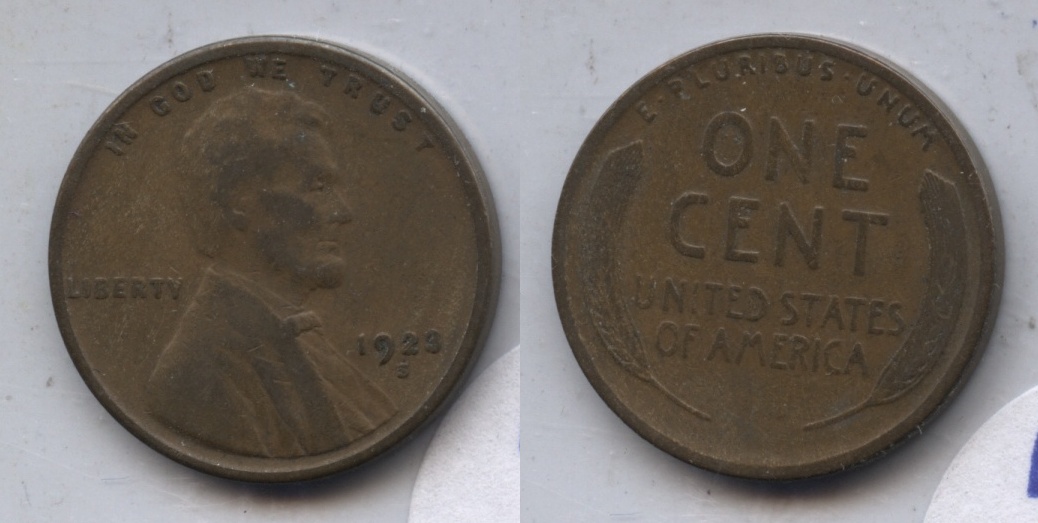 IN GOD WE TRUST
LIBERTY
1923
S
E·PLURIBUS·UNUM
ONE
CENT
UNITED STATES
OF AMERICA